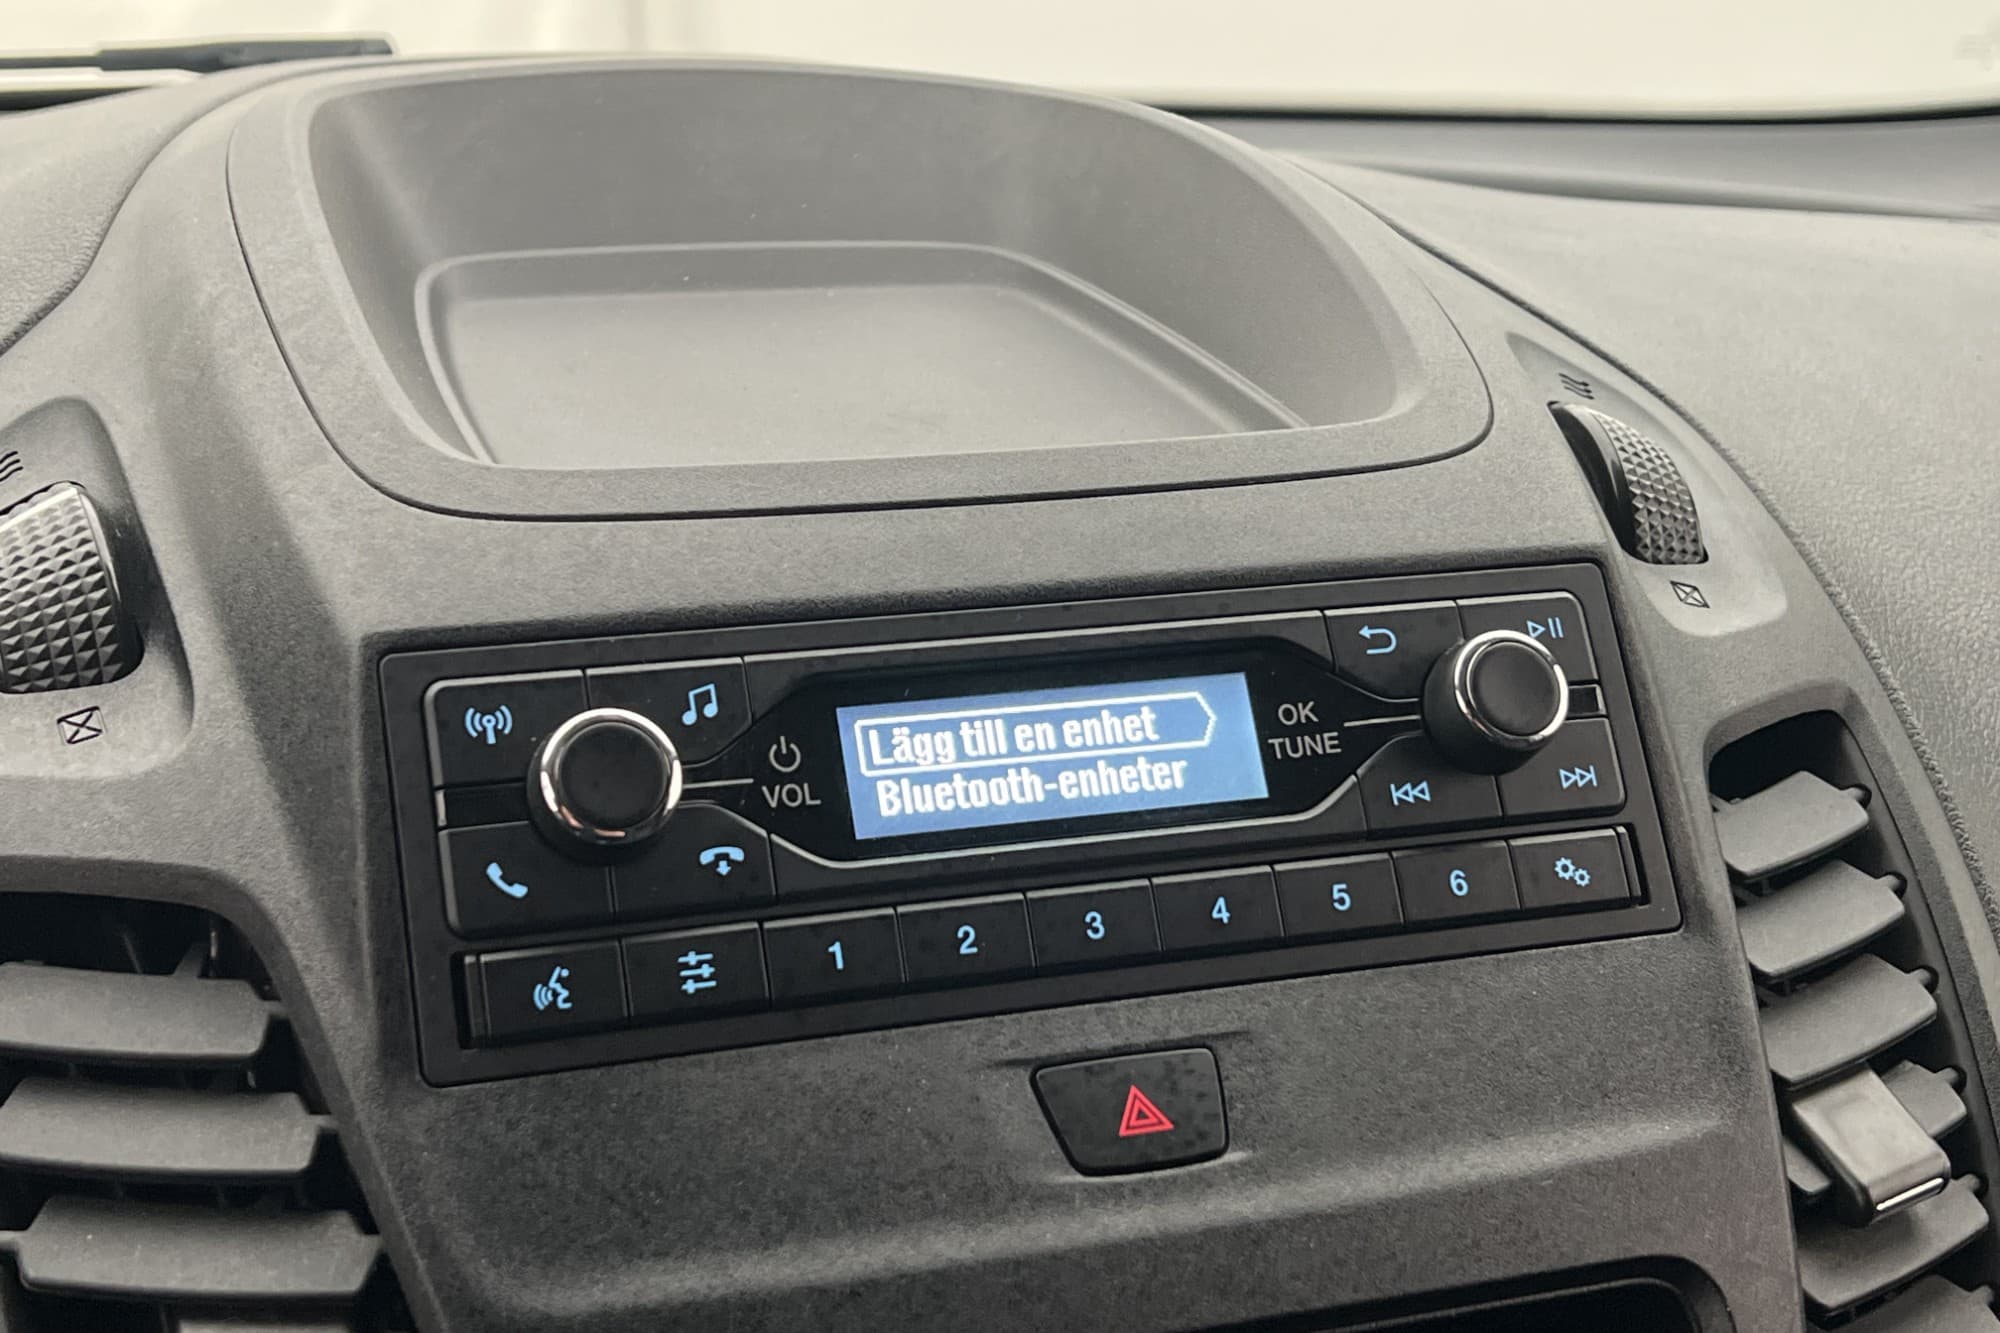 Lägg till en enhet
Bluetooth-enheter
VOL
OK
TUNE
1 2 3 4 5 6